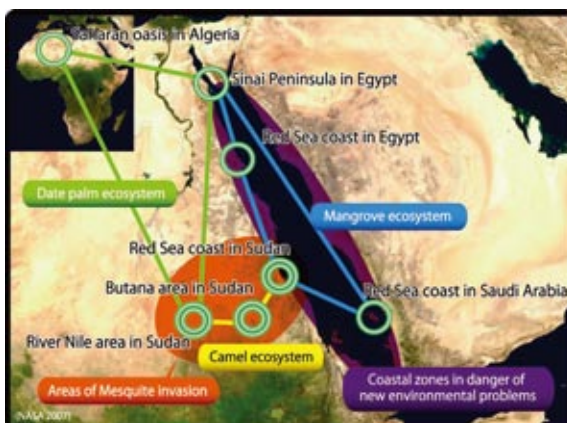 Saharan oasis in Algeria
Sinai Peninsula in Egypt
Red Sea coast in Egypt
Date palm ecosystem
Mangrove ecosystem
Red Sea coast in Sudan
Butana area in Sudan
Red Sea coast in Saudi Arabia
River Nile area in Sudan
Camel ecosystem
Areas of Mesquite invasion
Coastal zones in danger of
new environmental problems
(NASA 2007)